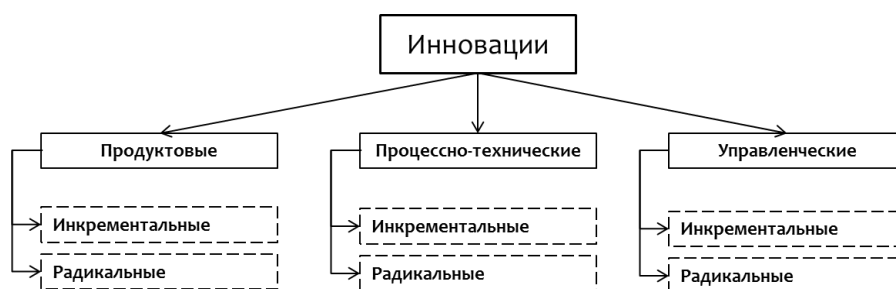 Инновации
Продуктовые
Процессно-технические
Управленческие
Инкрементальные
Инкрементальные
Инкрементальные
Радикальные
Радикальные
Радикальные